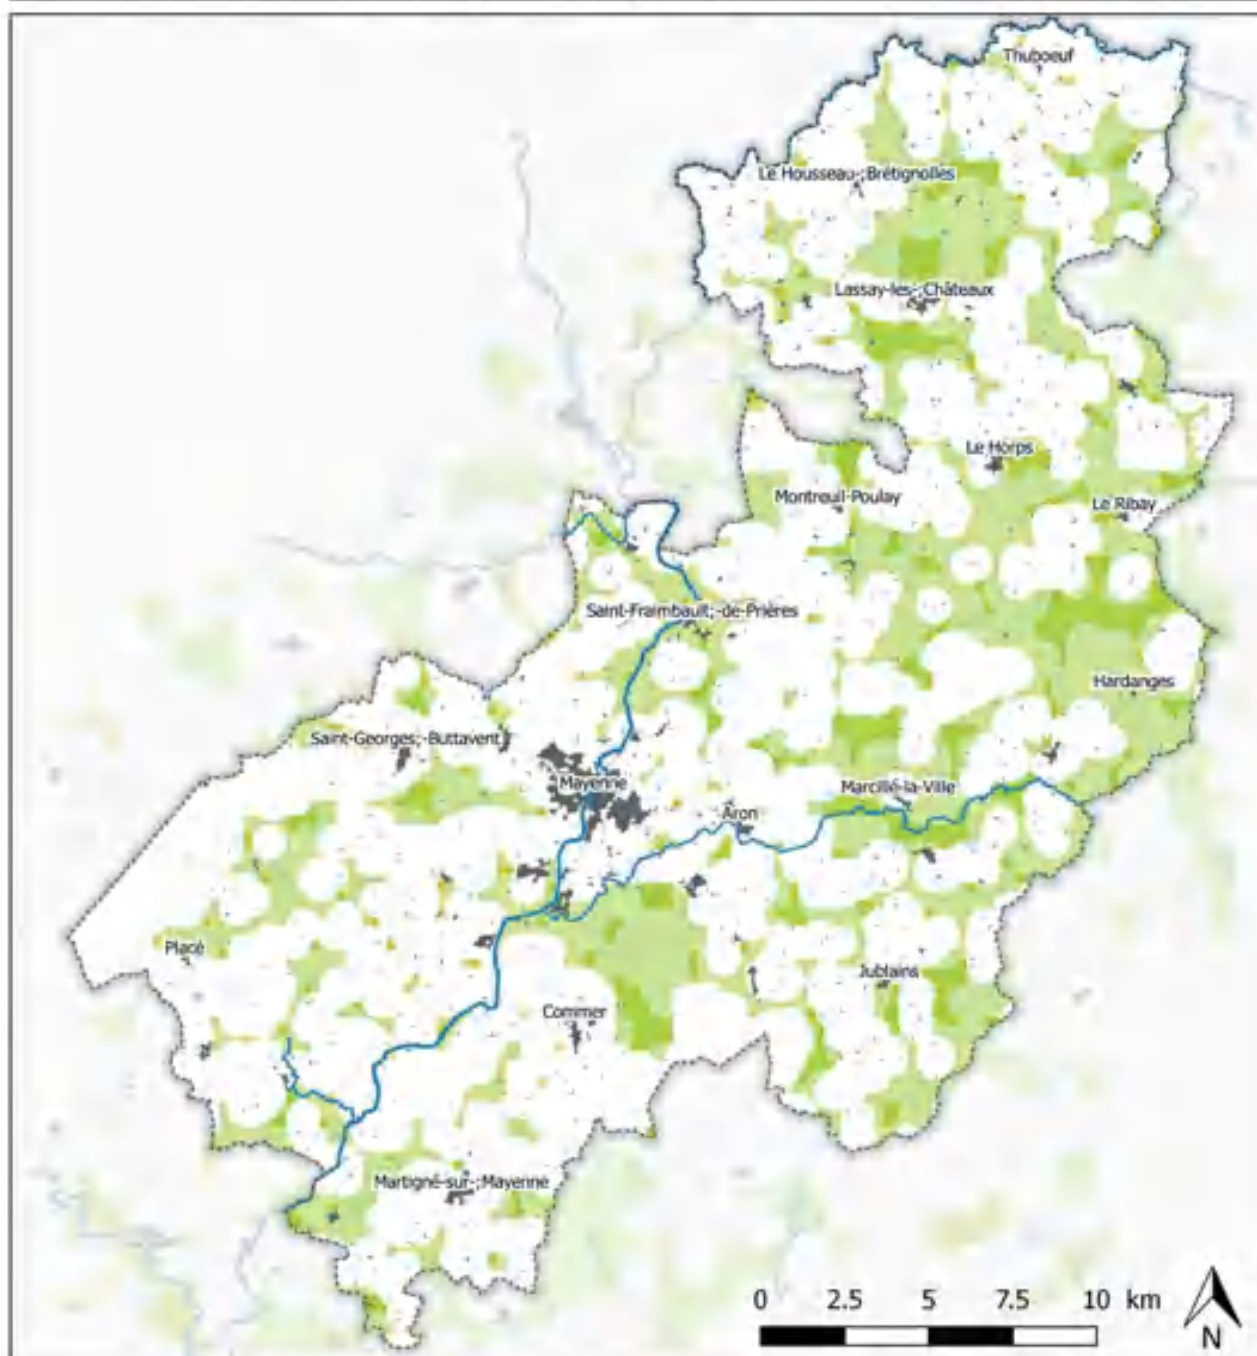 Thuboeuf
Le Housseau-;Brétignolles
Lassay-les-;Châteaux
Le Horps
Montreuil-Poulay
Le Ribay
Saint-Fraimbault;-de-Prières
Hardanges
Saint-Georges;-Buttavent
Mayenne
Marcillé-la-Ville
Aron
Placé
Jublains
Commer
Martigné-sur-;Mayenne
0 2.5 5 7.5 10 km
N